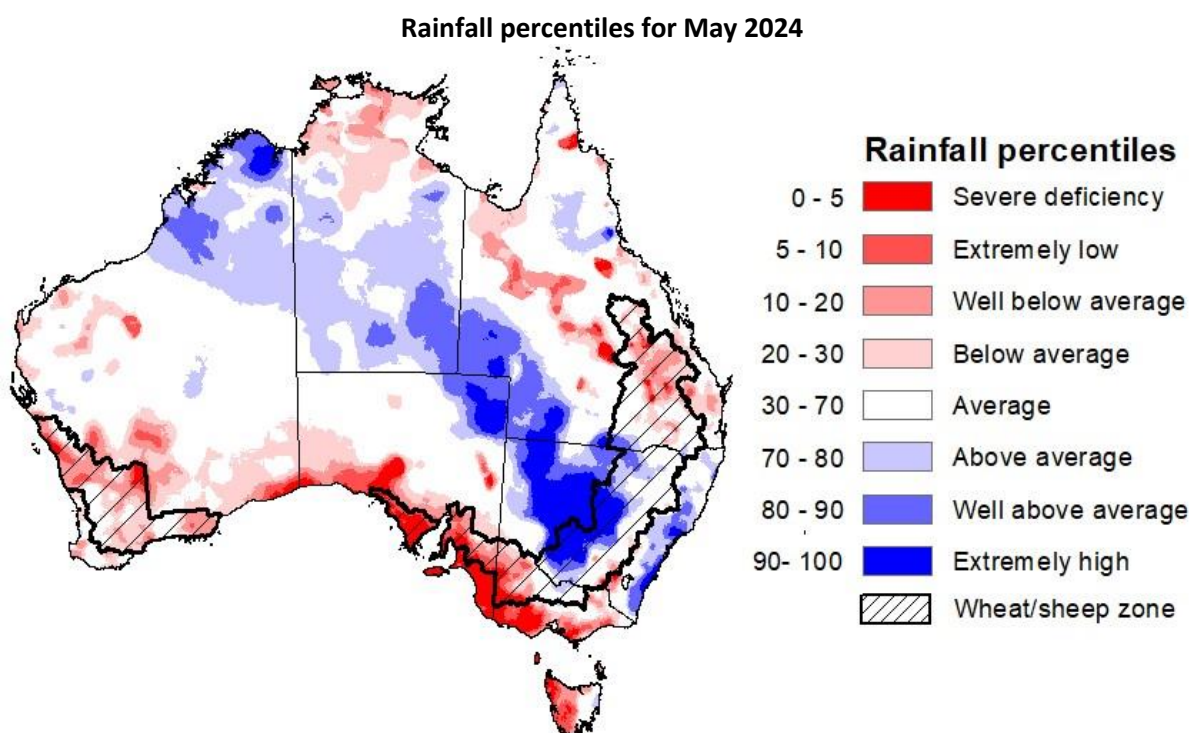 Rainfall percentiles for May 2024
Rainfall percentiles
0 - 5 Severe deficiency
5 - 10 Extremely low
10 - 20 Well below average
20 - 30 Below average
30 - 70 Average
70 - 80 Above average
80 - 90 Well above average
90- 100 Extremely high
Wheat/sheep zone